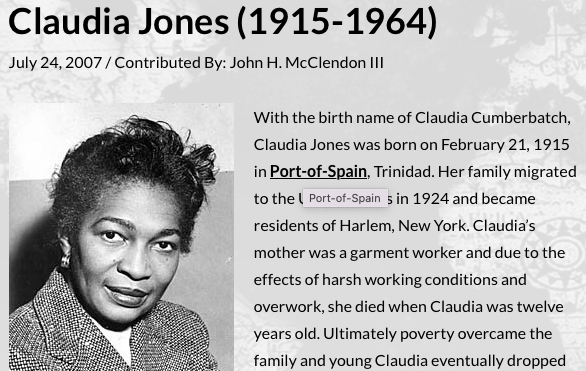 Claudia Jones (1915-1964)
July 24, 2007 / Contributed By: John H. McClendon III
With the birth name of Claudia Cumberbatch,
Claudia Jones was born on February 21, 1915
in Port-of-Spain, Trinidad. Her family migrated
to the s in 1924 and became
Port-of-Spain
residents of Harlem, New York. Claudia's
mother was a garment worker and due to the
effects of harsh working conditions and
overwork, she died when Claudia was twelve
years old. Ultimately poverty overcame the
family and young Claudia eventually dropped